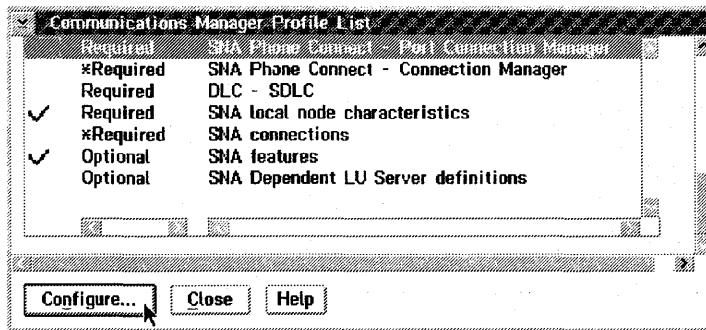 Communications Manager Profile List
Required SNA Phone Connect - Port Connection Manager
*Required SNA Phone Connect - Connection Manager
Required DLC - SDLC
Required SNA local node characteristics
*Required SNA connections
Optional SNA features
Optional SNA Dependent LU Server definitions
Configure... Close Help